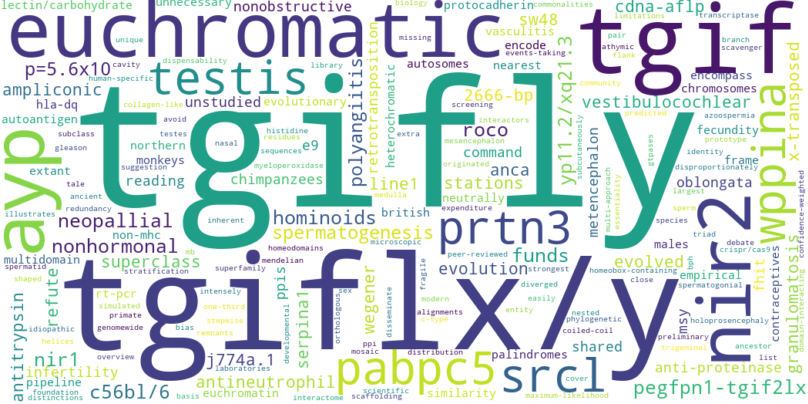 lectin/carbohydrate
unnecessary
nonobstructive
protocadherin
cdna-aflp
biology
commonalities
limitations
transcriptase
euchromatic
tgif
unique
missing
sw48
vasculitis
encode
events-taking
pair
athymic
branch
scavenger
flank
p=5.6x10
cavity
dispensability
library
autosomes
nearest
encompass
human-specific
testis
community
chromosomes
ampliconic
collagen-like
polyangiitis
retrotransposition
heterochromatic
screening
2666-bp
yp11.2/xq21.3
predicted
x-transposed
hla-dq
avoid
unstudied
evolutionary
extra
interactors
vestibulocochlear
azoospermia
autoantigen
testes
histidine
residues
roco
subcutaneously
fecundity
prototype
subclass
northern
e9
mesencephalon
gtpases
identity
frame
gleason
nasal
sequences
command
metencephalon
disproportionately
extant
suggestion
monkeys
myeloperoxidase
originated
anca
multi-approach
oblongata
wppina
tale
reading
chimpanzees
line1
stations
essentiality
largest
ayp
tgifly
ancient
neutrally
medulla
sperm
redundancy
inherent
hominoids
british
expenditure
species
neopallial
prtn3
males
triad
confidence-weighted
illustrates
non-mhc
spermatogenesis
microscopic
peer-reviewed
funds
nir2
debate
crispr/cas9
nonhormonal
homeodomains
mendelian
evolution
strongest
homeobox-containing
close
multidomain
superclass
superfamily
mb
evolved
bph
spermatid
stratification
ppis
sex
wegener
fragile
diverged
empirical
spermatogonial
fhit
granulomatosis
contraceptives
shaped
refute
intensely
tgiflx/y
modern
easily
nested
phylogenetic
holoprosencephaly
rt-pcr
one-third
serpina1
disseminate
alignments
entity
coiled-coil
msy
preliminary
trigeminal
antitrypsin
simulated
stepwise
orthologous
c-type
helices
primate
remnants
developmental
ppi
ancestor
idiopathic
genomewide
bias
mosaic
distribution
palindromes
list
nir1
overview
j774a.1
pabpc5
srcl
shared
anti-proteinase
infertility
laboratories
scientific
pipeline
antineutrophil
cover
foundation
c56bl/6
scaffolding
similarity
pegfpn1-tgif2lx
distinctions
basis
euchromatin
interactome
maximum-likelihood